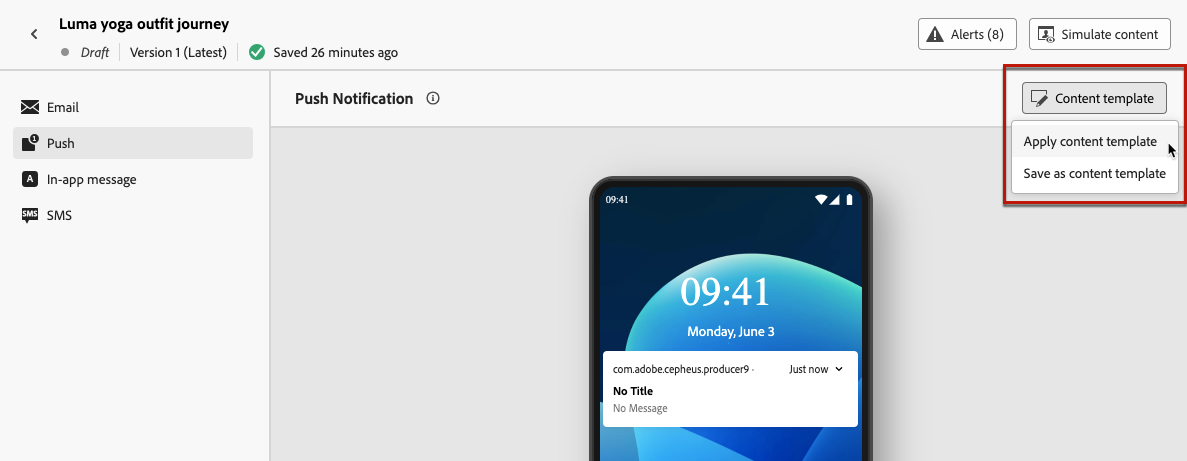 Luma yoga outfit journey
Draft
Version 1 (Latest)
Saved 26 minutes ago
Alerts (8)
Simulate content
Email
1
Push
A
In-app message
SMS
SMS
Push Notification
Content template
Apply content template
Save as content template
09:41
09:41
Monday, June 3
com.adobe.cepheus.producer9 · Just now
No Title
No Message